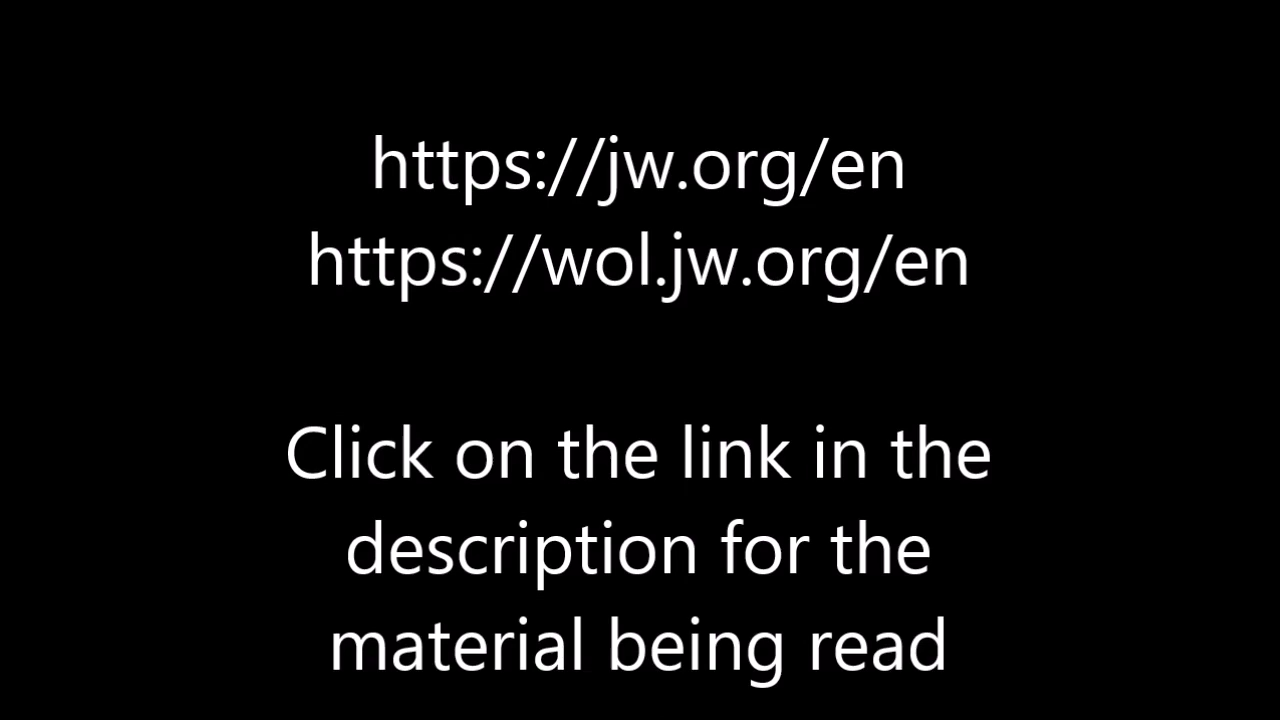 https://jw.org/en
https://wol.jw.org/en
Click on the link in the
description for the
material being read